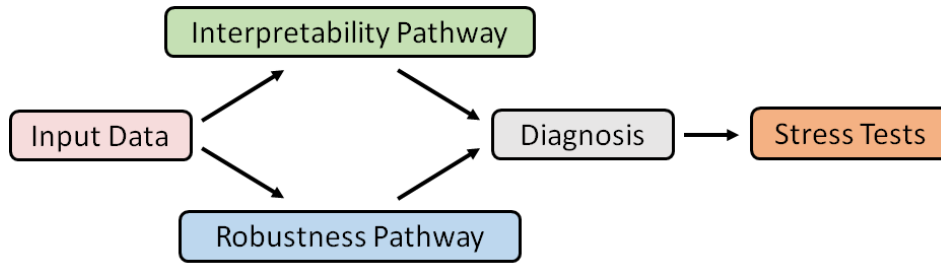 Interpretability Pathway
Input Data
Diagnosis
Stress Tests
Robustness Pathway